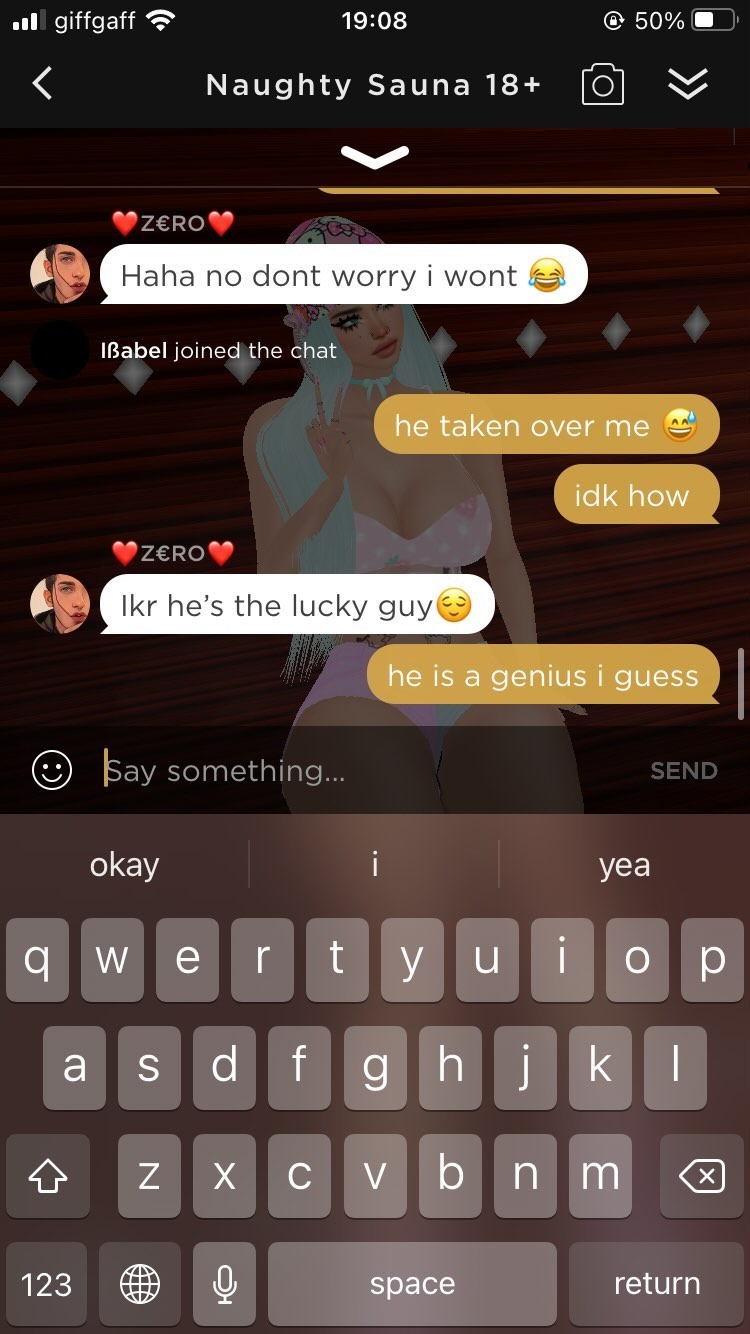 giffgaff 19:08 50%
Naughty Sauna 18+
❤️Z€RO❤️
Haha no dont worry i wont 😂
Ißabel joined the chat
he taken over me 😅
idk how
❤️Z€RO❤️
Ikr he's the lucky guy😌
he is a genius i guess
Say something... SEND
okay i yea
q w e r t y u i o p
a s d f g h j k l
z x c v b n m
123 space return